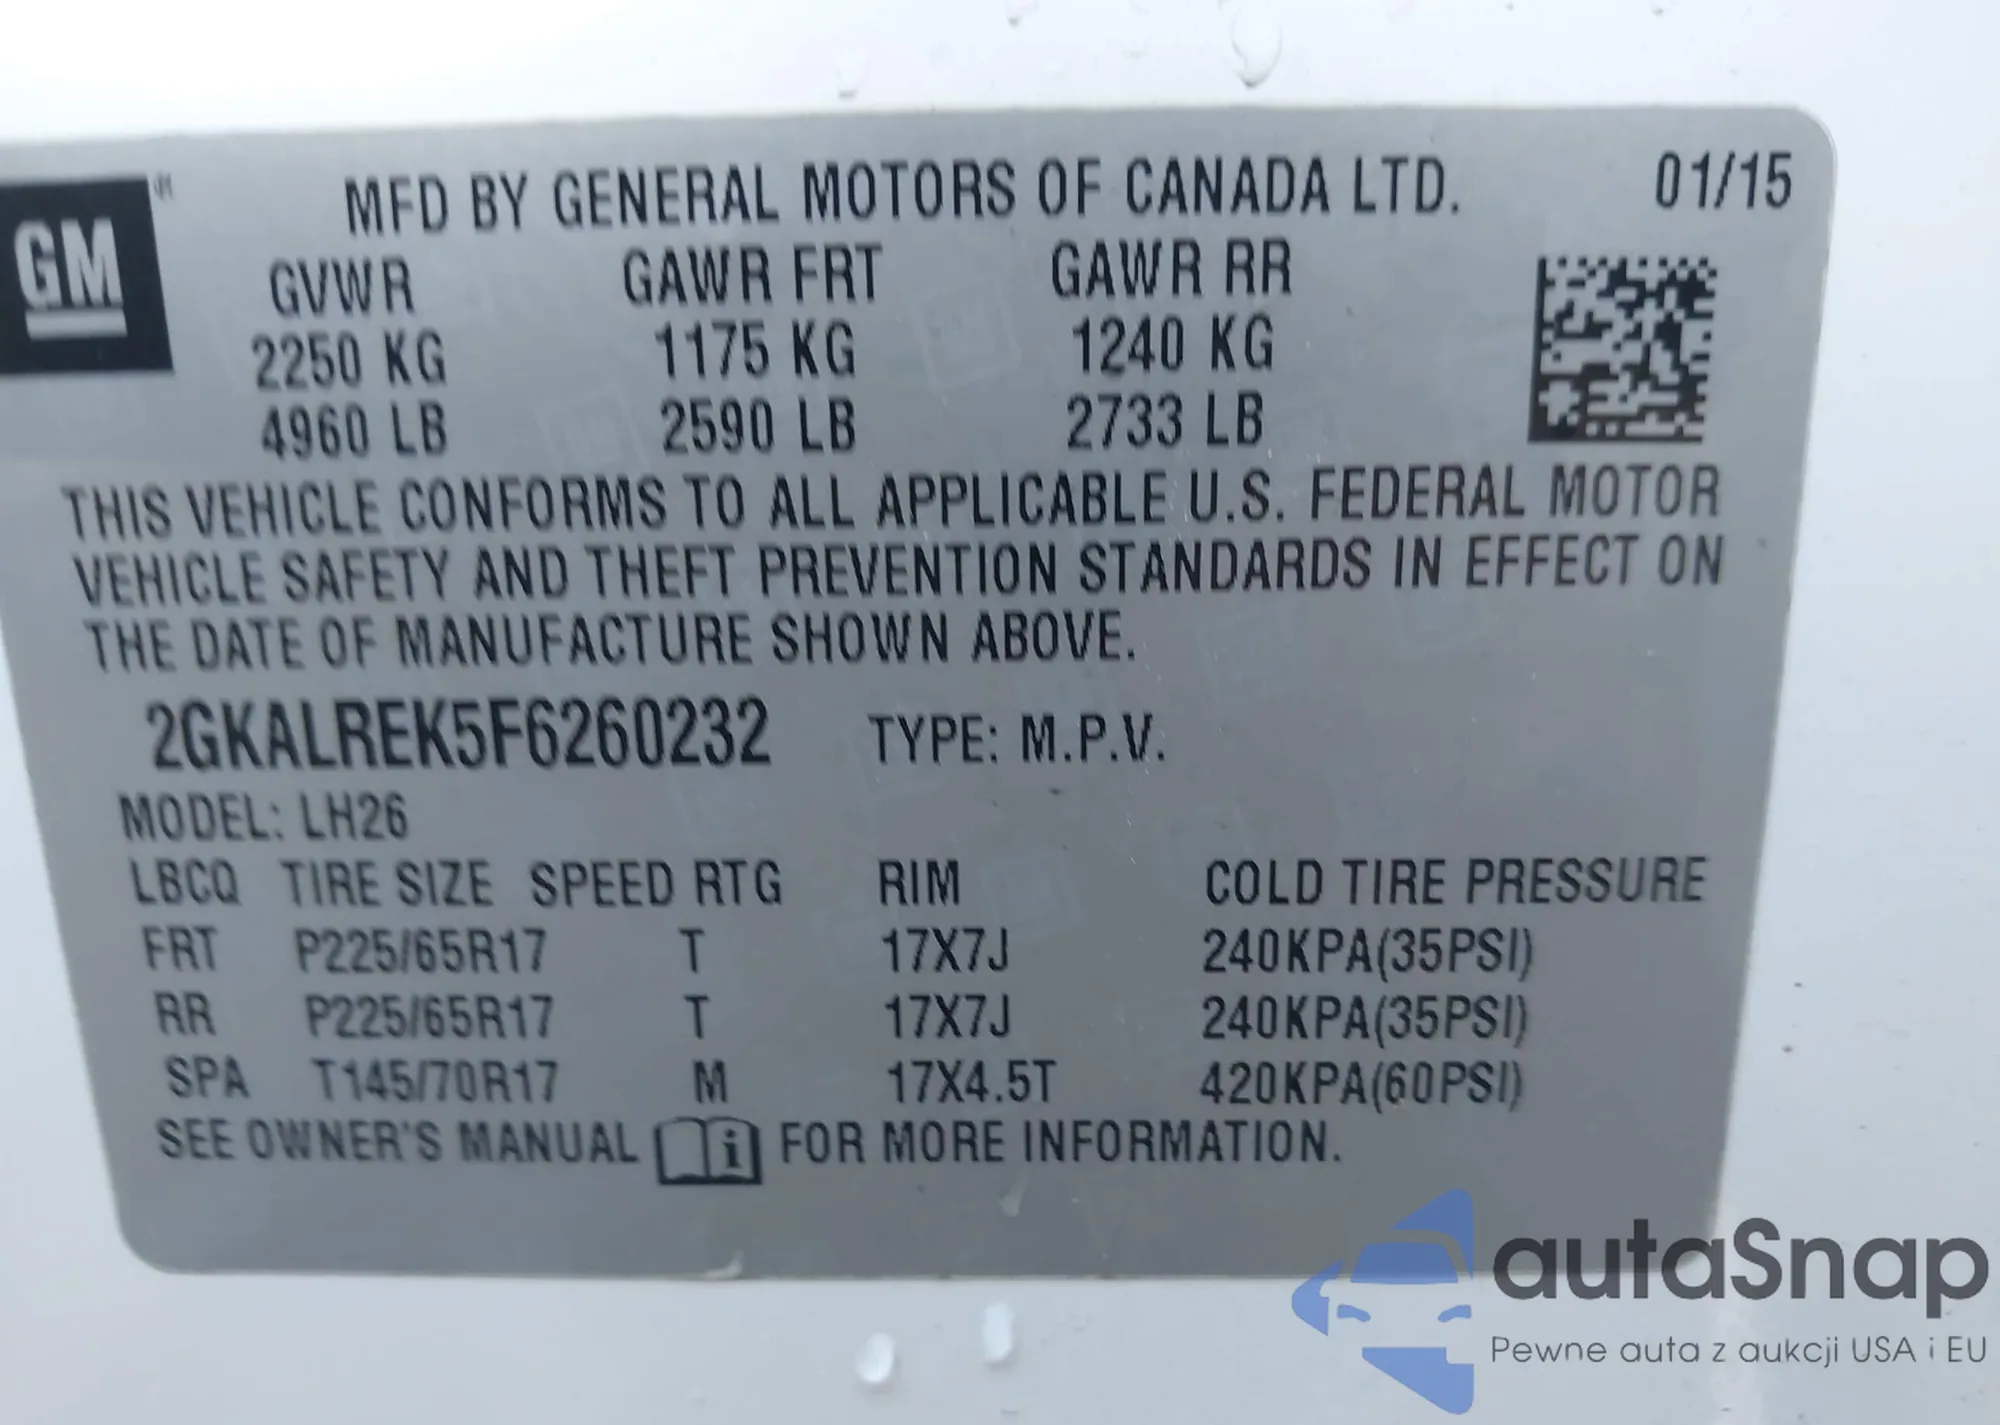 GM
MFD BY GENERAL MOTORS OF CANADA LTD. 01/15
GVWR GAWR FRT GAWR RR
2250 KG 1175 KG 1240 KG
4960 LB 2590 LB 2733 LB
THIS VEHICLE CONFORMS TO ALL APPLICABLE U.S. FEDERAL MOTOR
VEHICLE SAFETY AND THEFT PREVENTION STANDARDS IN EFFECT ON
THE DATE OF MANUFACTURE SHOWN ABOVE.
2GKALREK5F6260232 TYPE: M.P.V.
MODEL: LH26
LBCQ TIRE SIZE SPEED RTG RIM COLD TIRE PRESSURE
FRT P225/65R17 T 17X7J 240KPA(35PSI)
RR P225/65R17 T 17X7J 240KPA(35PSI)
SPA T145/70R17 M 17X4.5T 420KPA(60PSI)
SEE OWNER'S MANUAL i FOR MORE INFORMATION.
autaSnap
Pewne auta z aukcji USA i EU